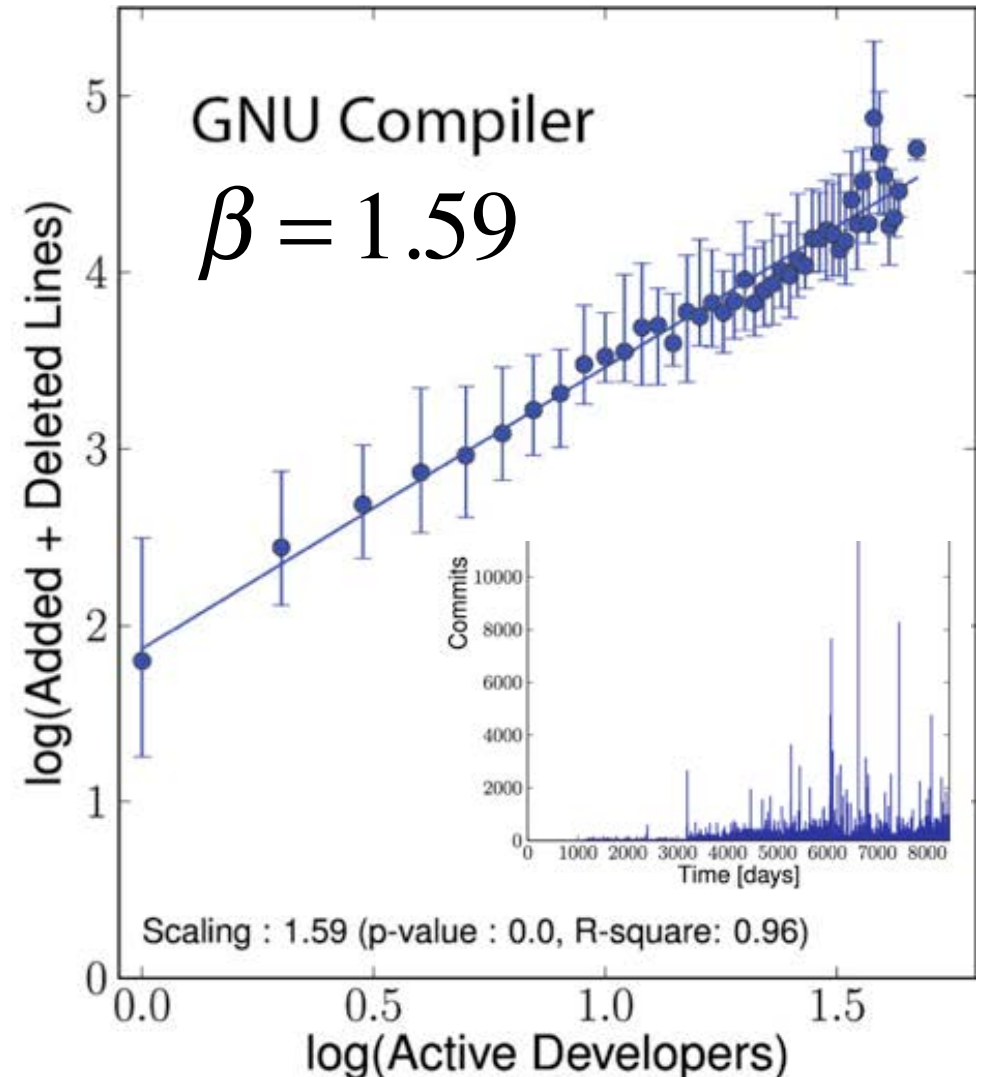 GNU Compiler
β = 1.59
log(Added + Deleted Lines)
5
4
3
2
1
0
Commits
10000
8000
6000
4000
2000
0
0 1000 2000 3000 4000 5000 6000 7000 8000
Time [days]
Scaling : 1.59 (p-value : 0.0, R-square: 0.96)
0.0 0.5 1.0 1.5
log(Active Developers)